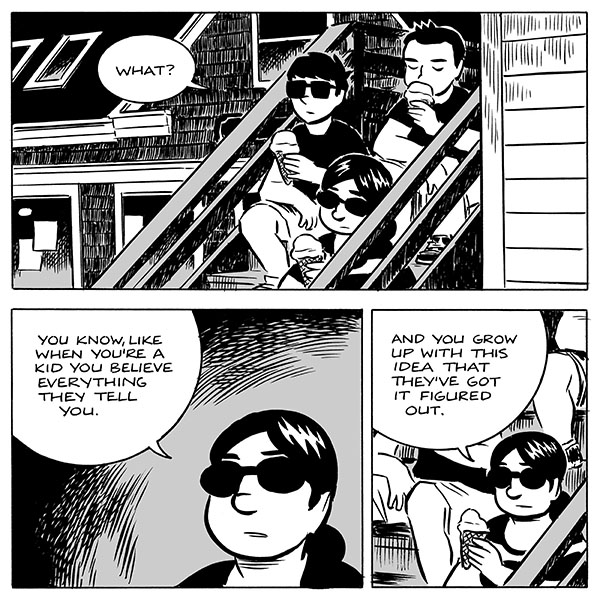 WHAT?
YOU KNOW, LIKE
WHEN YOU'RE A
KID YOU BELIEVE
EVERYTHING
THEY TELL
YOU.
AND YOU GROW
UP WITH THIS
IDEA THAT
THEY'VE GOT
IT FIGURED
OUT.